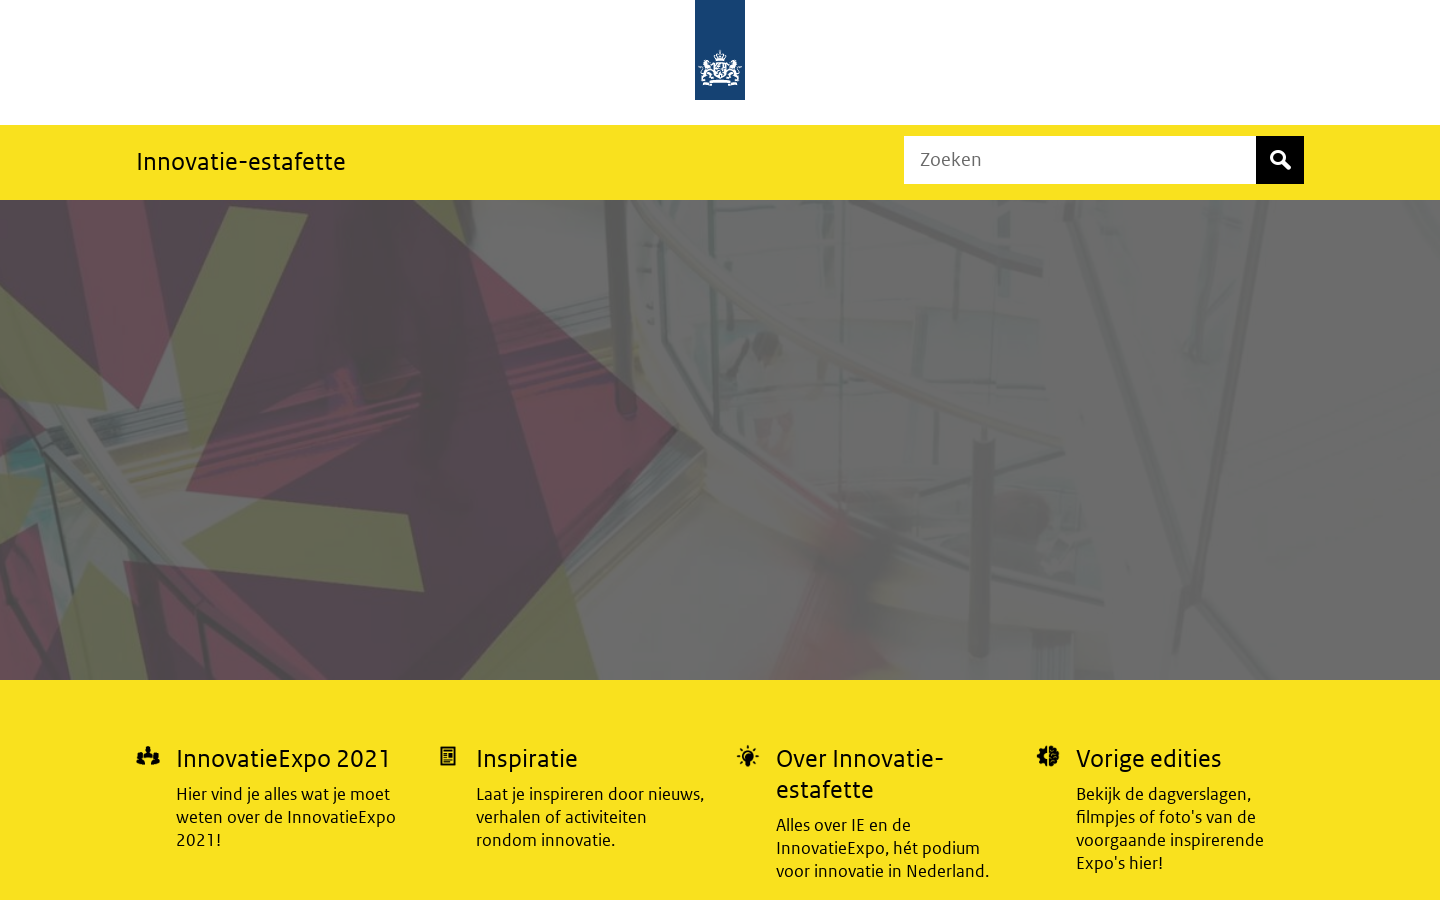 Innovatie-estafette
Zoeken
InnovatieExpo 2021
Hier vind je alles wat je moet
weten over de InnovatieExpo
2021!
Inspiratie
Laat je inspireren door nieuws,
verhalen of activiteiten
rondom innovatie.
Over Innovatie-
estafette
Alles over IE en de
InnovatieExpo, hét podium
voor innovatie in Nederland.
Vorige edities
Bekijk de dagverslagen,
filmpjes of foto's van de
voorgaande inspirerende
Expo's hier!